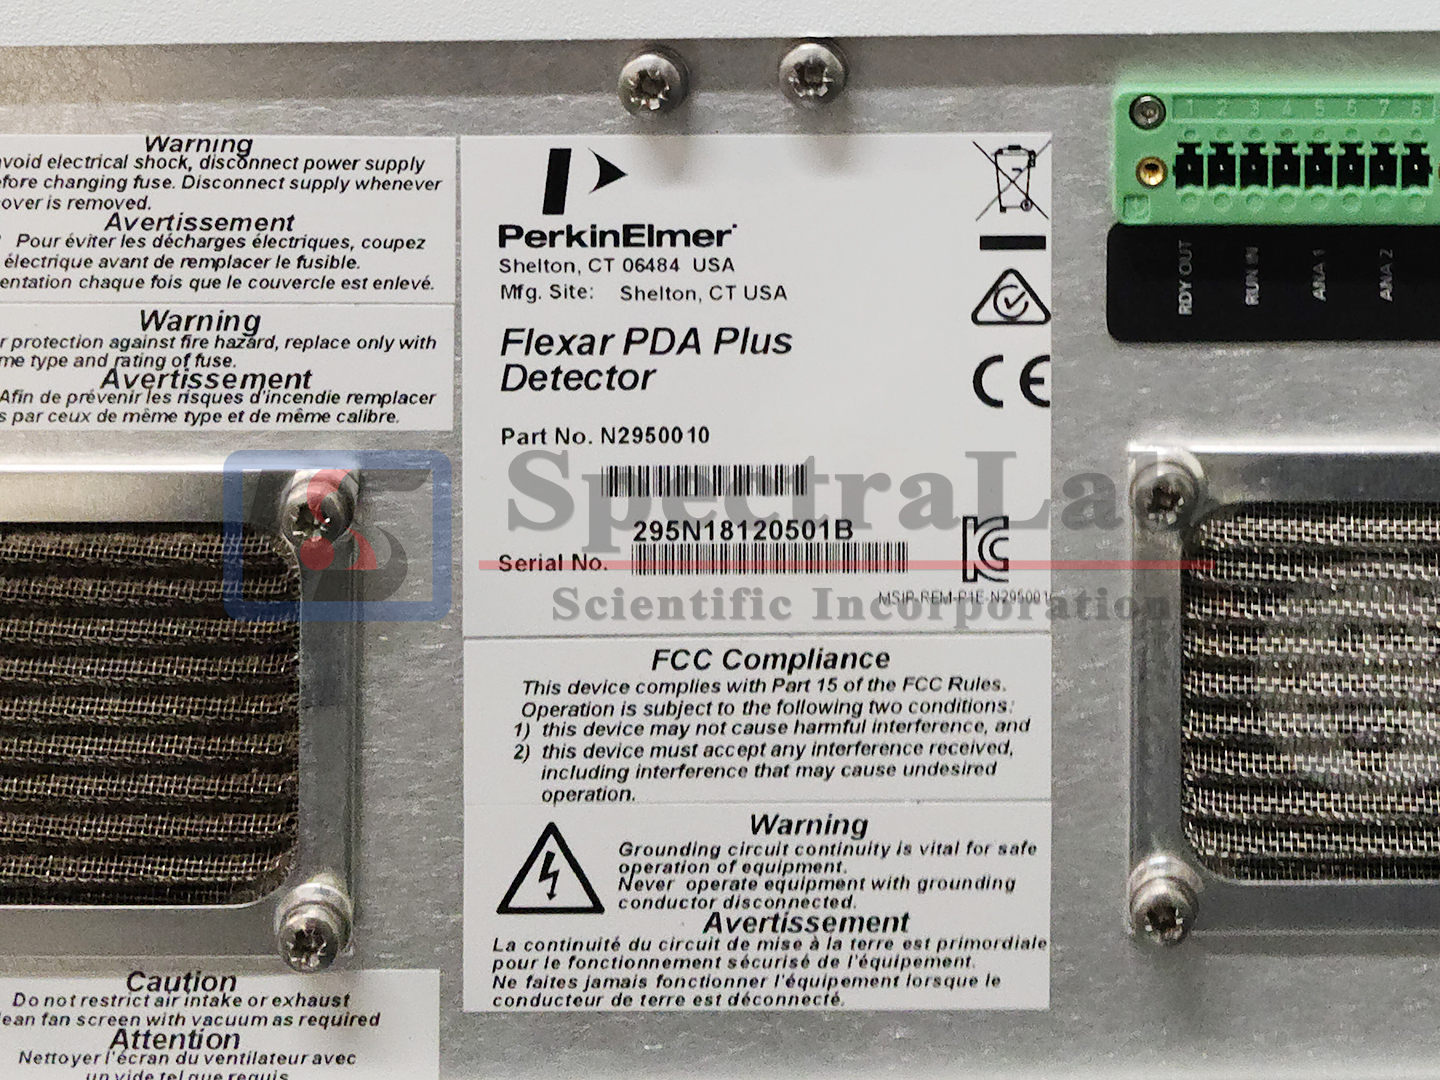 Warning
void electrical shock, disconnect power supply
fore changing fuse. Disconnect supply whenever
over is removed.
Avertissement
Pour éviter les décharges électriques, coupez
électrique avant de remplacer le fusible.
entation chaque fois que le couvercle est enlevé.
Warning
r protection against fire hazard, replace only with
me type and rating of fuse.
Avertissement
Afin de prévenir les risques d'incendie remplacer
s par ceux de même type et de même calibre.
PerkinElmer
Shelton, CT 06484 USA
Mfg. Site: Shelton, CT USA
Flexar PDA Plus
Detector
Part No. N2950010
295N18120501B
Serial No.
MSIP-REM-P4E-N2950010
CE
1 2 3 4 5 6 7 8
RDY OUT
RUN IN
ANA 1
ANA 2
SpectraLab
Scientific Incorporation
FCC Compliance
This device complies with Part 15 of the FCC Rules.
Operation is subject to the following two conditions:
1) this device may not cause harmful interference, and
2) this device must accept any interference received,
including interference that may cause undesired
operation.
Warning
Grounding circuit continuity is vital for safe
operation of equipment.
Never operate equipment with grounding
conductor disconnected.
Avertissement
La continuité du circuit de mise à la terre est primordiale
pour le fonctionnement sécurisé de l'équipement.
Ne faites jamais fonctionner l'équipement lorsque le
conducteur de terre est déconnecté.
Caution
Do not restrict air intake or exhaust
lean fan screen with vacuum as required
Attention
Nettoyer l'écran du ventilateur avec
un vide tel que requis